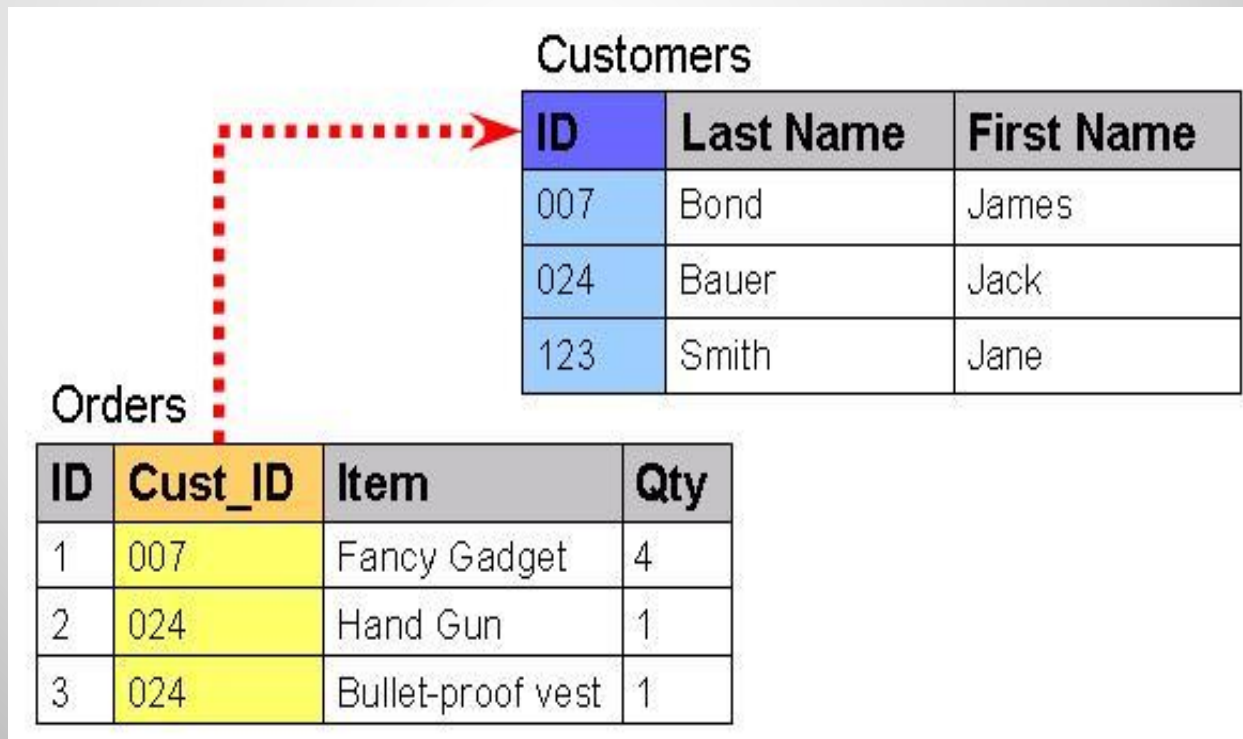 Customers
ID Last Name First Name
007 Bond James
024 Bauer Jack
123 Smith Jane
Orders
ID Cust_ID Item Qty
1 007 Fancy Gadget 4
2 024 Hand Gun 1
3 024 Bullet-proof vest 1